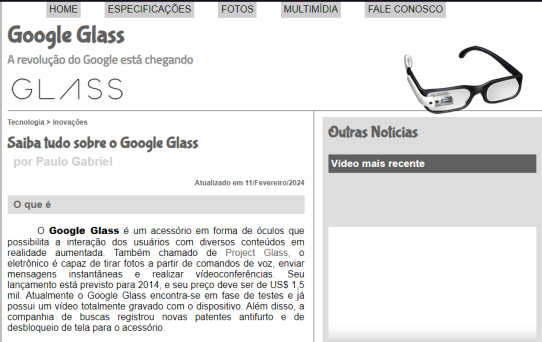 HOME ESPECIFICAÇÕES FOTOS MULTIMÍDIA FALE CONOSCO
Google Glass
A revolução do Google está chegando
GLASS
Tecnologia > Inovações
Saiba tudo sobre o Google Glass
por Paulo Gabriel
Atualizado em 11/Fevereiro/2024
O que é
O Google Glass é um acessório em forma de óculos que
possibilita a interação dos usuários com diversos conteúdos em
realidade aumentada. Também chamado de Project Glass, o
eletrônico é capaz de tirar fotos a partir de comandos de voz, enviar
mensagens instantâneas e realizar vídeoconferências. Seu
lançamento está previsto para 2014, e seu preço deve ser de US$ 1,5
mil. Atualmente o Google Glass encontra-se em fase de testes e já
possui um vídeo totalmente gravado com o dispositivo. Além disso, a
companhia de buscas registrou novas patentes antifurto e de
desbloqueio de tela para o acessório.
Outras Notícias
Vídeo mais recente